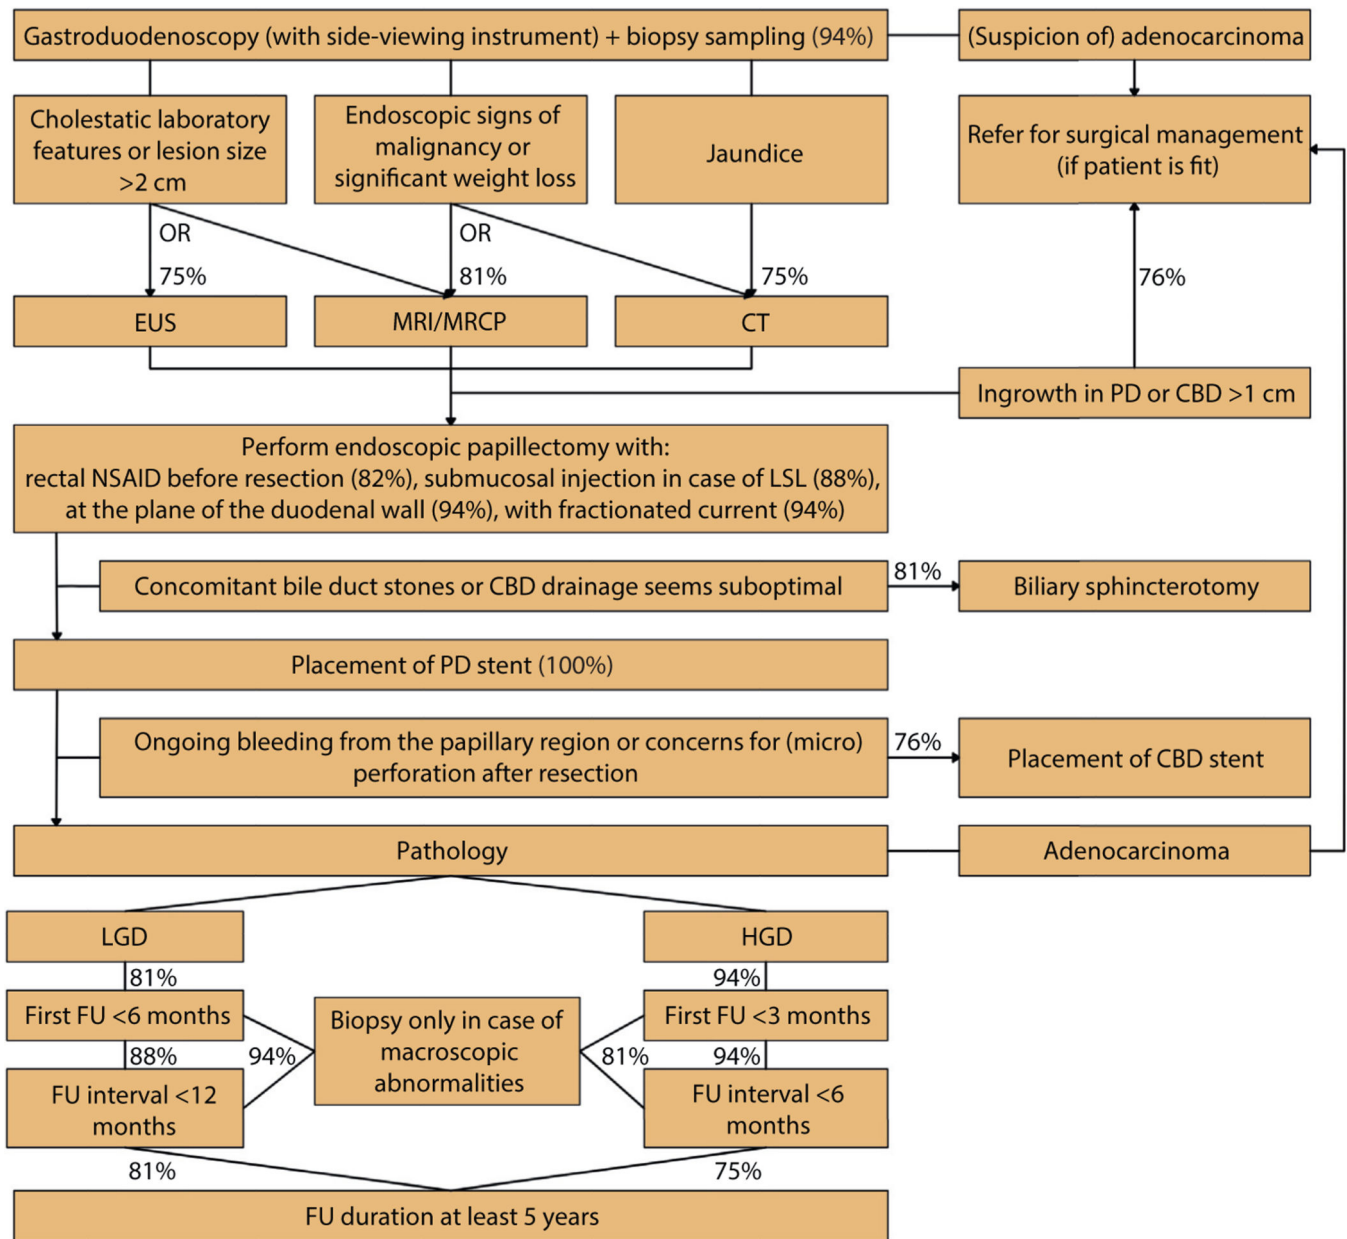 Gastroduodenoscopy (with side-viewing instrument) + biopsy sampling (94%)
(Suspicion of) adenocarcinoma
Cholestatic laboratory
features or lesion size
>2 cm
Endoscopic signs of
malignancy or
significant weight loss
Jaundice
Refer for surgical management
(if patient is fit)
OR
75%
OR
81%
75%
76%
EUS
MRI/MRCP
CT
Ingrowth in PD or CBD >1 cm
Perform endoscopic papillectomy with:
rectal NSAID before resection (82%), submucosal injection in case of LSL (88%),
at the plane of the duodenal wall (94%), with fractionated current (94%)
Concomitant bile duct stones or CBD drainage seems suboptimal
81%
Biliary sphincterotomy
Placement of PD stent (100%)
Ongoing bleeding from the papillary region or concerns for (micro)
perforation after resection
76%
Placement of CBD stent
Pathology
Adenocarcinoma
LGD
HGD
81%
94%
First FU <6 months
First FU <3 months
Biopsy only in case of
macroscopic
abnormalities
88%
94%
81%
94%
FU interval <12
months
FU interval <6
months
81%
75%
FU duration at least 5 years